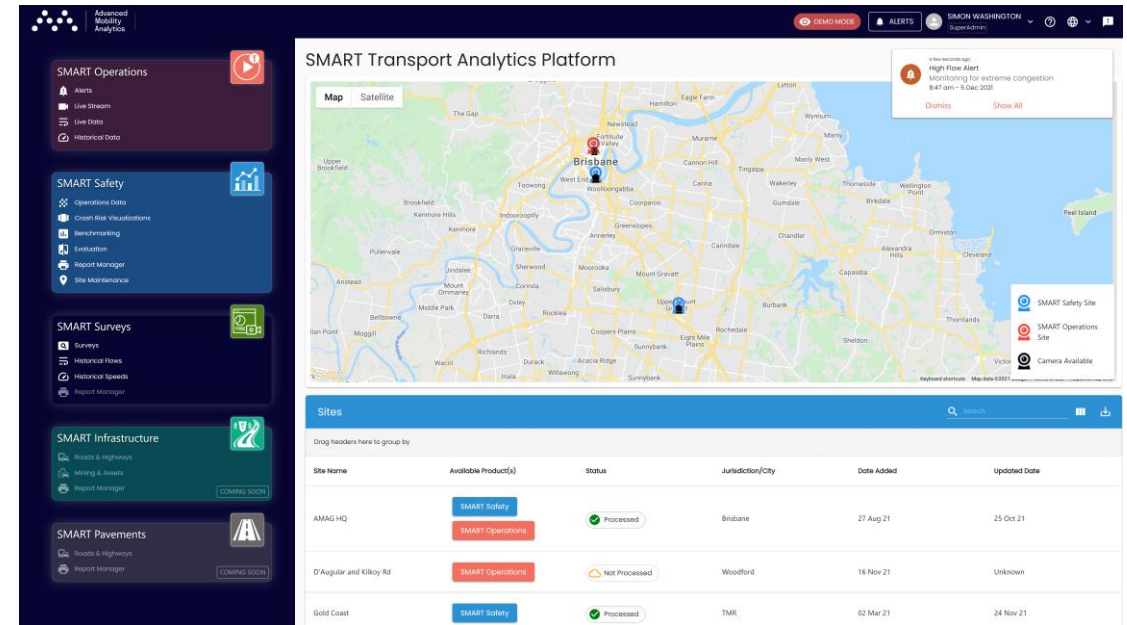 Advanced
Mobility
Analytics
DEMO MODE
ALERTS
SIMON WASHINGTON
SuperAdmin
SMART Operations
Alerts
Live Stream
Live Data
Historical Data
SMART Safety
Operations Data
Crash Risk Visualizations
Benchmarking
Evaluation
Report Manager
Site Maintenance
SMART Surveys
Surveys
Historical Flows
Historical Speeds
Report Manager
SMART Infrastructure
Roads & Highways
Mining & Assets
Report Manager
COMING SOON
SMART Pavements
Roads & Highways
Report Manager
COMING SOON
SMART Transport Analytics Platform
a few seconds ago
High Flow Alert
Monitoring for extreme congestion
8:47 am - 5 Dec 2021
Dismiss Show All
Map Satellite
Lytton
Eagle Farm
Hamilton
The Gap
Wynnum
Newstead
Fortitude
Valley
Murarrie
Manly
Upper
Brookfield
Brisbane
Cannon Hill
Manly West
Tingalpa
West End
Toowong
Woolloongabba
Carina
Wakerley
Thorneside
Wellington
Point
Brookfield
Coorparoo
Gumdale
Birkdale
Kenmore Hills
Indooroopilly
Peel Island
Greenslopes
Kenmore
Annerley
Chandler
Ormiston
Pullenvale
Graceville
Carindale
Alexandra
Hills
Cleveland
Jindalee
Sherwood
Moorooka
Mount Gravatt
Capalaba
Anstead
Mount
Ommaney
Corinda
Salisbury
Middle Park
Oxley
Burbank
Bellbowrie
Darra
Rocklea
Thornlands
Moggill
Coopers Plains
Eight Mile
Plains
Rochedale
Sheldon
Sunnybank
Richlands
Wacol
Durack
Acacia Ridge
Inala
Willawong
Sunnybank
SMART Safety Site
SMART Operations
Site
Camera Available
Keyboard shortcuts
Sites
Search
Drag headers here to group by
Site Name Available Product(s) Status Jurisdiction/City Date Added Updated Date
AMAG HQ SMART Safety SMART Operations Processed Brisbane 27 Aug 21 25 Oct 21
D'Augular and Kilkoy Rd SMART Operations Not Processed Woodford 16 Nov 21 Unknown
Gold Coast SMART Safety Processed TMR 02 Mar 21 24 Nov 21